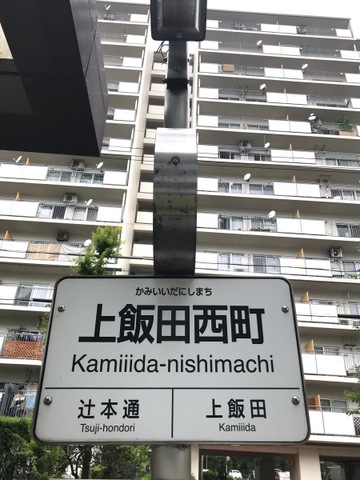 かみいいだにしまち
上飯田西町
Kamiiida-nishimachi
辻本通
Tsuji-hondori
上飯田
Kamiiida